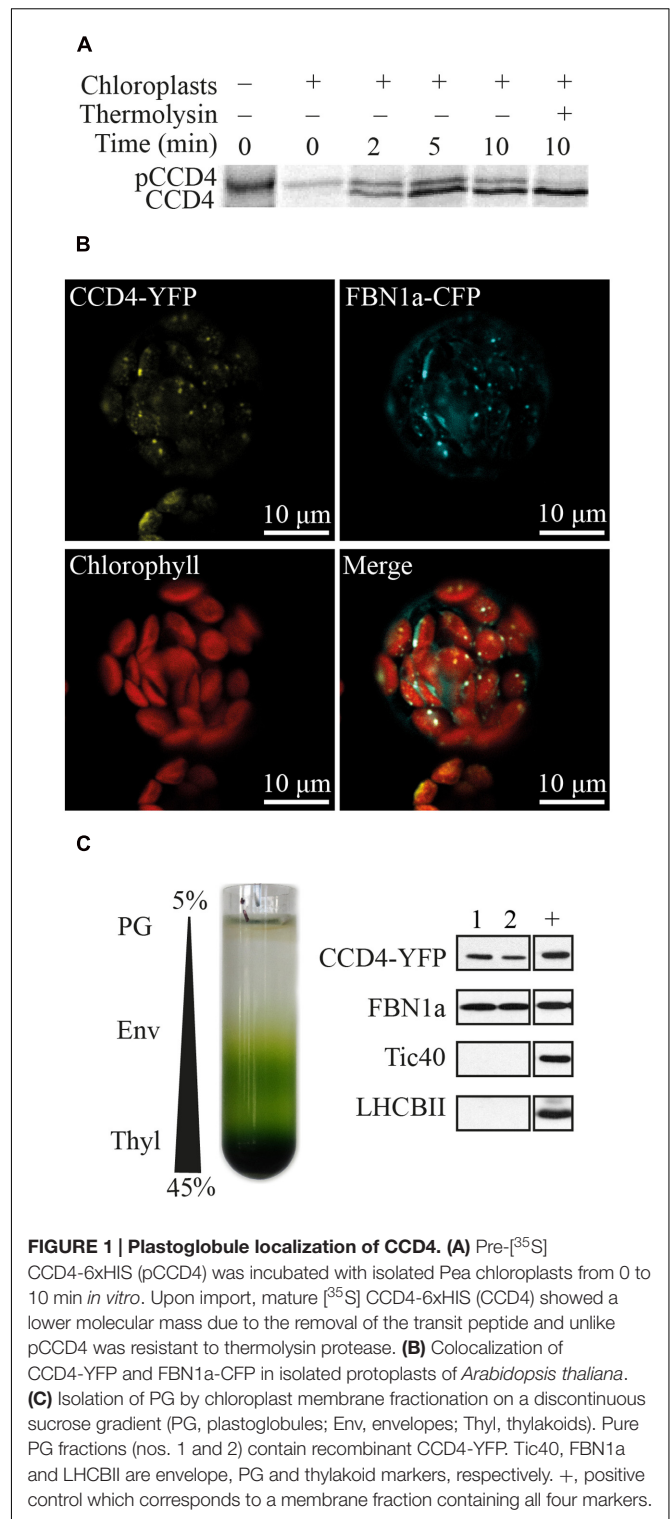 A
Chloroplasts – + + + + +
Thermolysin – – – – – +
Time (min) 0 0 2 5 10 10
pCCD4
CCD4
B
CCD4-YFP
FBN1a-CFP
10 µm
10 µm
Chlorophyll
Merge
10 µm
10 µm
C
5%
PG
Env
Thyl
45%
1 2 +
CCD4-YFP
FBN1a
Tic40
LHCBII
FIGURE 1 | Plastoglobule localization of CCD4. (A) Pre-[35S]
CCD4-6xHIS (pCCD4) was incubated with isolated Pea chloroplasts from 0 to
10 min in vitro. Upon import, mature [35S] CCD4-6xHIS (CCD4) showed a
lower molecular mass due to the removal of the transit peptide and unlike
pCCD4 was resistant to thermolysin protease. (B) Colocalization of
CCD4-YFP and FBN1a-CFP in isolated protoplasts of Arabidopsis thaliana.
(C) Isolation of PG by chloroplast membrane fractionation on a discontinuous
sucrose gradient (PG, plastoglobules; Env, envelopes; Thyl, thylakoids). Pure
PG fractions (nos. 1 and 2) contain recombinant CCD4-YFP. Tic40, FBN1a
and LHCBII are envelope, PG and thylakoid markers, respectively. +, positive
control which corresponds to a membrane fraction containing all four markers.